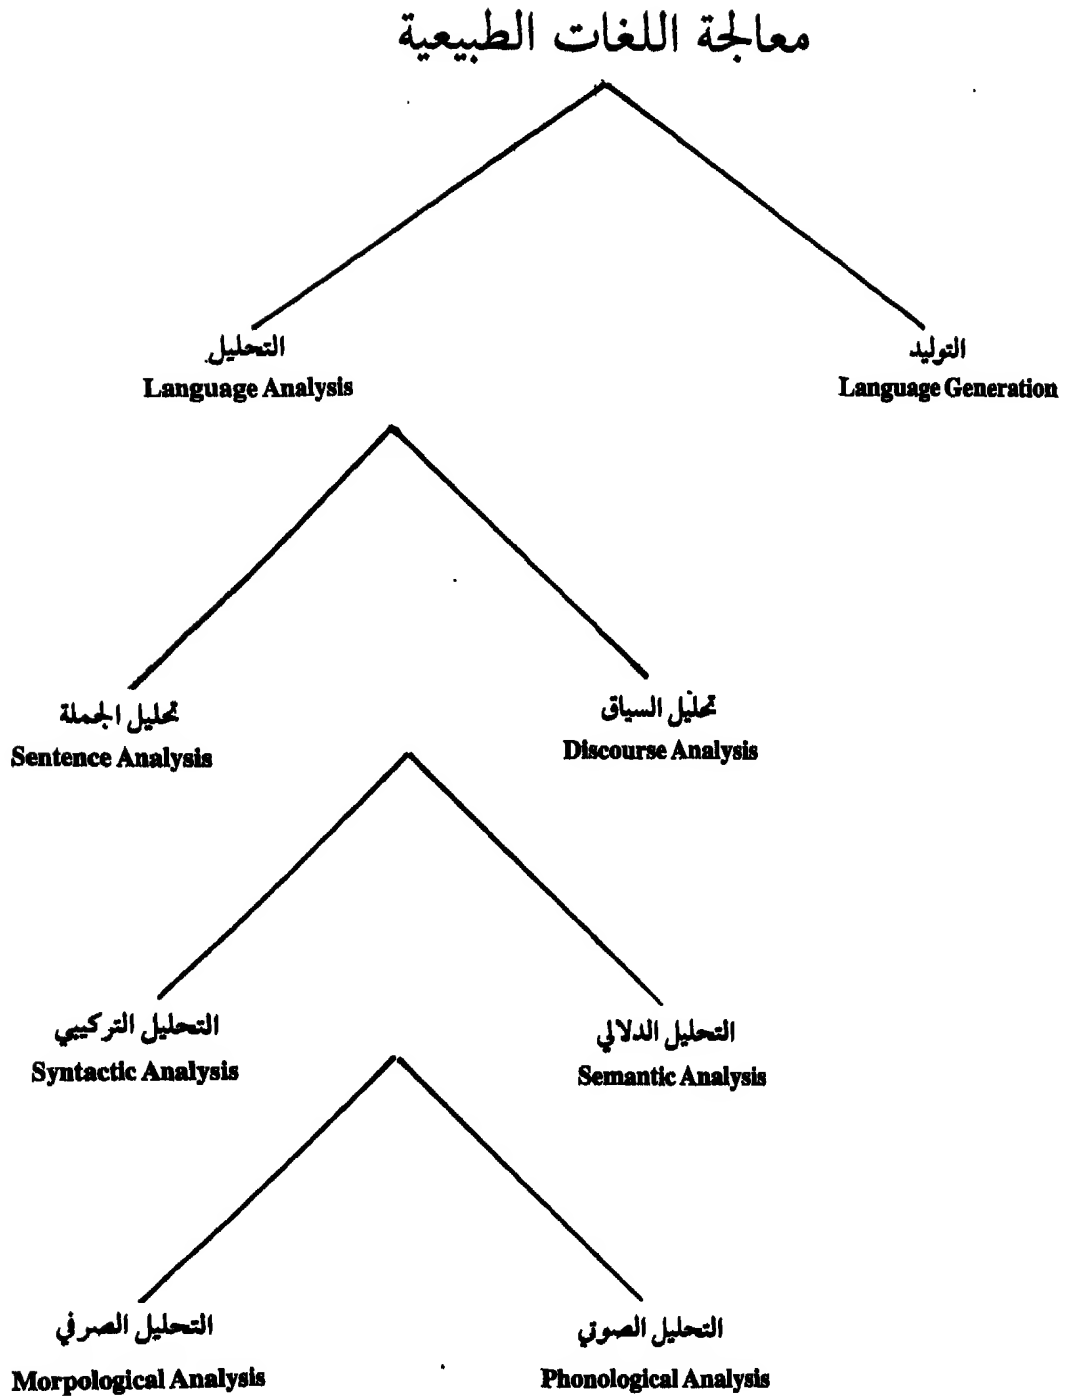 معالجة اللغات الطبيعية
التوليد
Language Generation
التحليل
Language Analysis
تحليل السياق
Discourse Analysis
تحليل الجملة
Sentence Analysis
التحليل الدلالي
Semantic Analysis
التحليل التركيبي
Syntactic Analysis
التحليل الصوتي
Phonological Analysis
التحليل الصرفي
Morpological Analysis